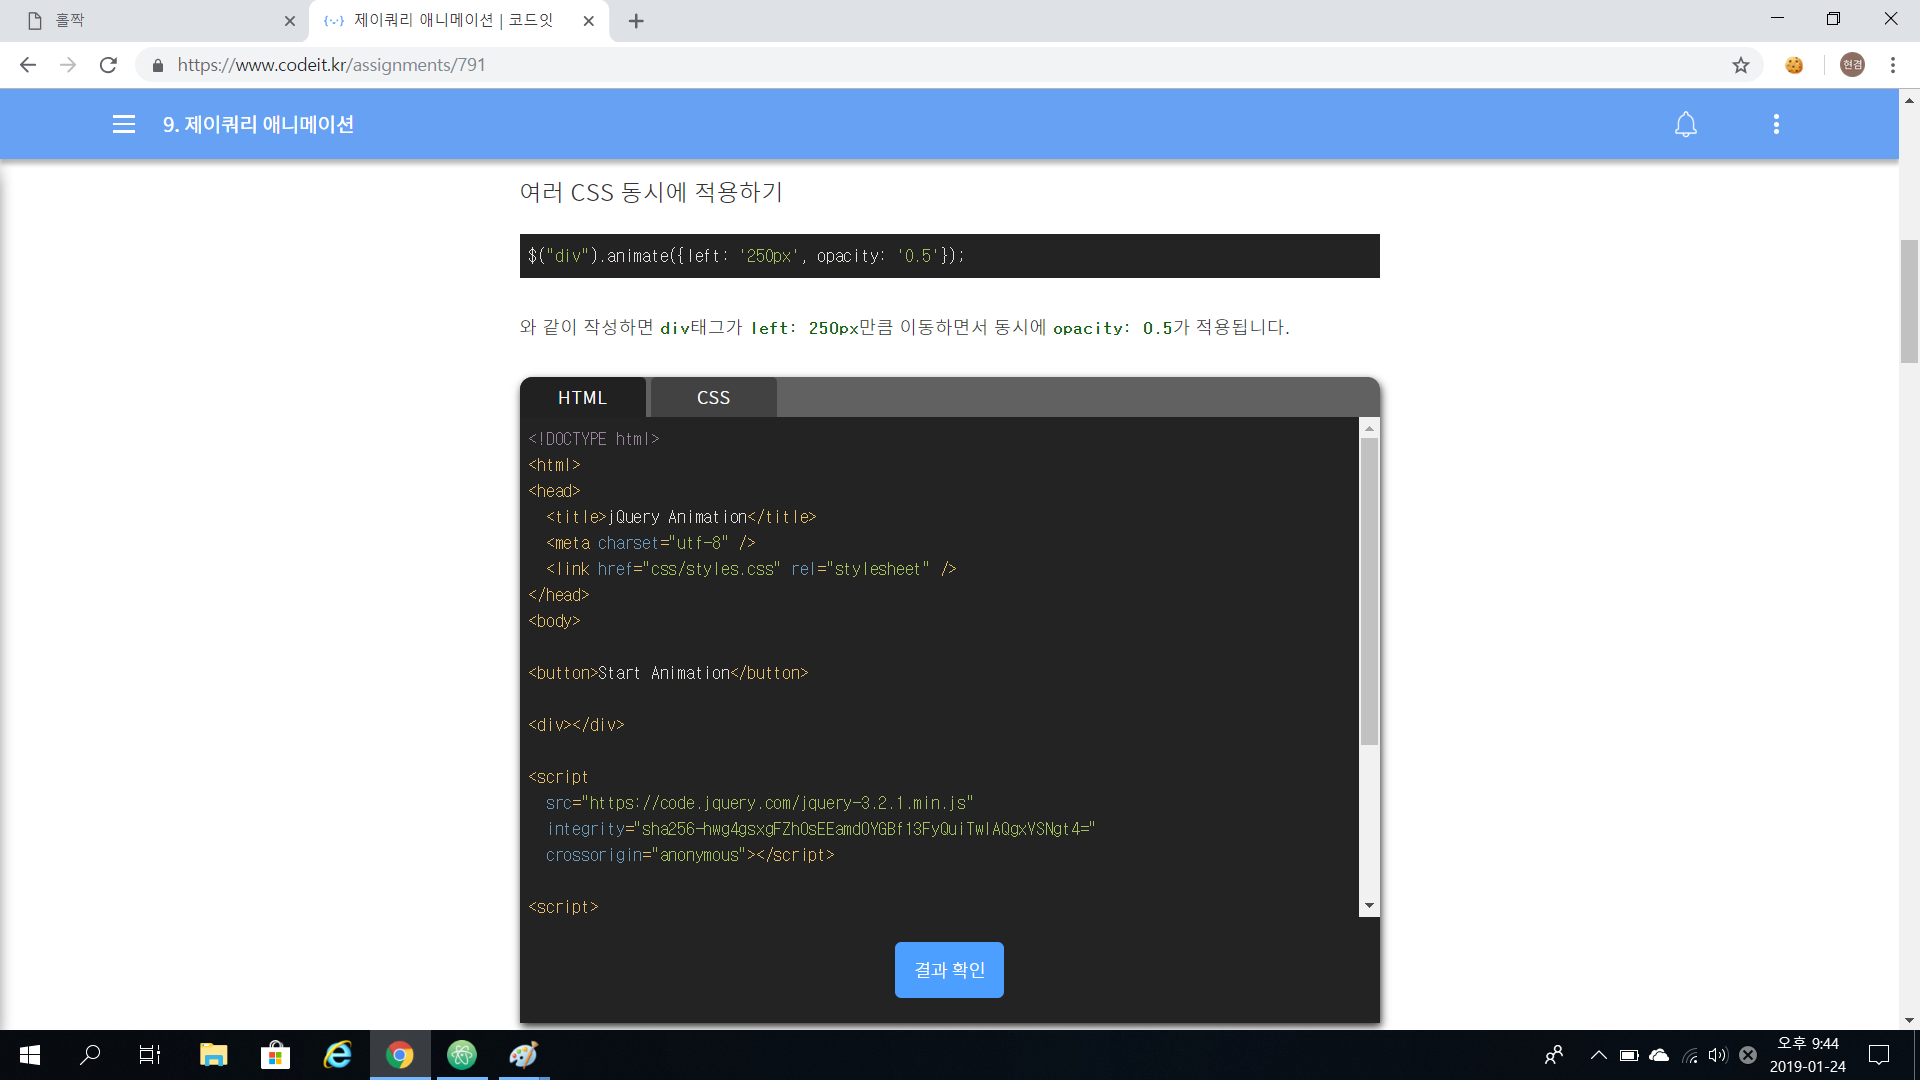 홀짝
제이쿼리 애니메이션 | 코드잇
https://www.codeit.kr/assignments/791
현겸
9. 제이쿼리 애니메이션
여러 CSS 동시에 적용하기
$("div").animate({left: '250px', opacity: '0.5'});
와 같이 작성하면 div태그가 left: 250px만큼 이동하면서 동시에 opacity: 0.5가 적용됩니다.
HTML CSS
<!DOCTYPE html>
<html>
<head>
<title>jQuery Animation</title>
<meta charset="utf-8" />
<link href="css/styles.css" rel="stylesheet" />
</head>
<body>
<button>Start Animation</button>
<div></div>
<script
src="https://code.jquery.com/jquery-3.2.1.min.js"
integrity="sha256-hwg4gsxgFZhOsEEamdOYGBf13FyQuiTwlAQgxVSNgt4="
crossorigin="anonymous"></script>
<script>
결과 확인
오후 9:44
2019-01-24